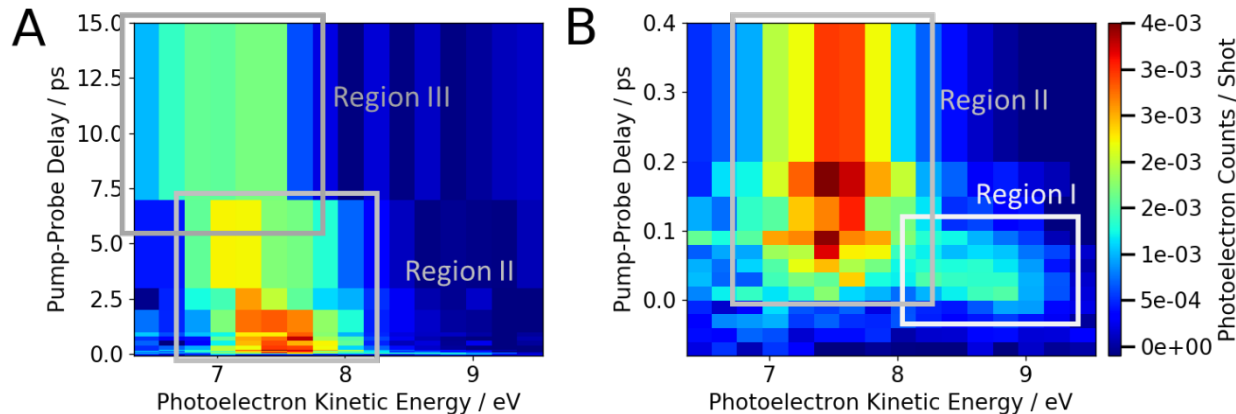 A
B
Pump-Probe Delay / ps
15.0
12.5
10.0
7.5
5.0
2.5
0.0
Region III
Region II
7
8
9
Photoelectron Kinetic Energy / eV
Pump-Probe Delay / ps
0.4
0.3
0.2
0.1
0.0
Region II
Region I
7
8
9
Photoelectron Kinetic Energy / eV
4e-03
3e-03
3e-03
2e-03
2e-03
1e-03
5e-04
0e+00
Photoelectron Counts / Shot